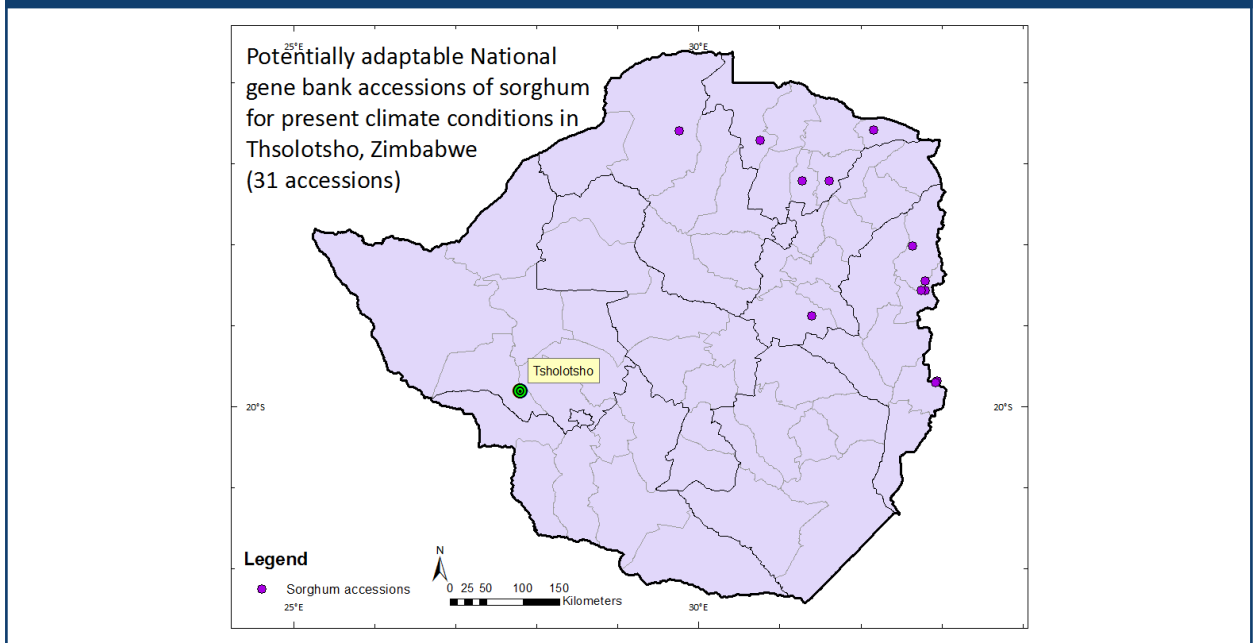 25°E
30°E
Potentially adaptable National
gene bank accessions of sorghum
for present climate conditions in
Thsolotsho, Zimbabwe
(31 accessions)
Tsholotsho
20°S
20°S
Legend
Sorghum accessions
N
0 25 50 100 150
Kilometers
25°E
30°E